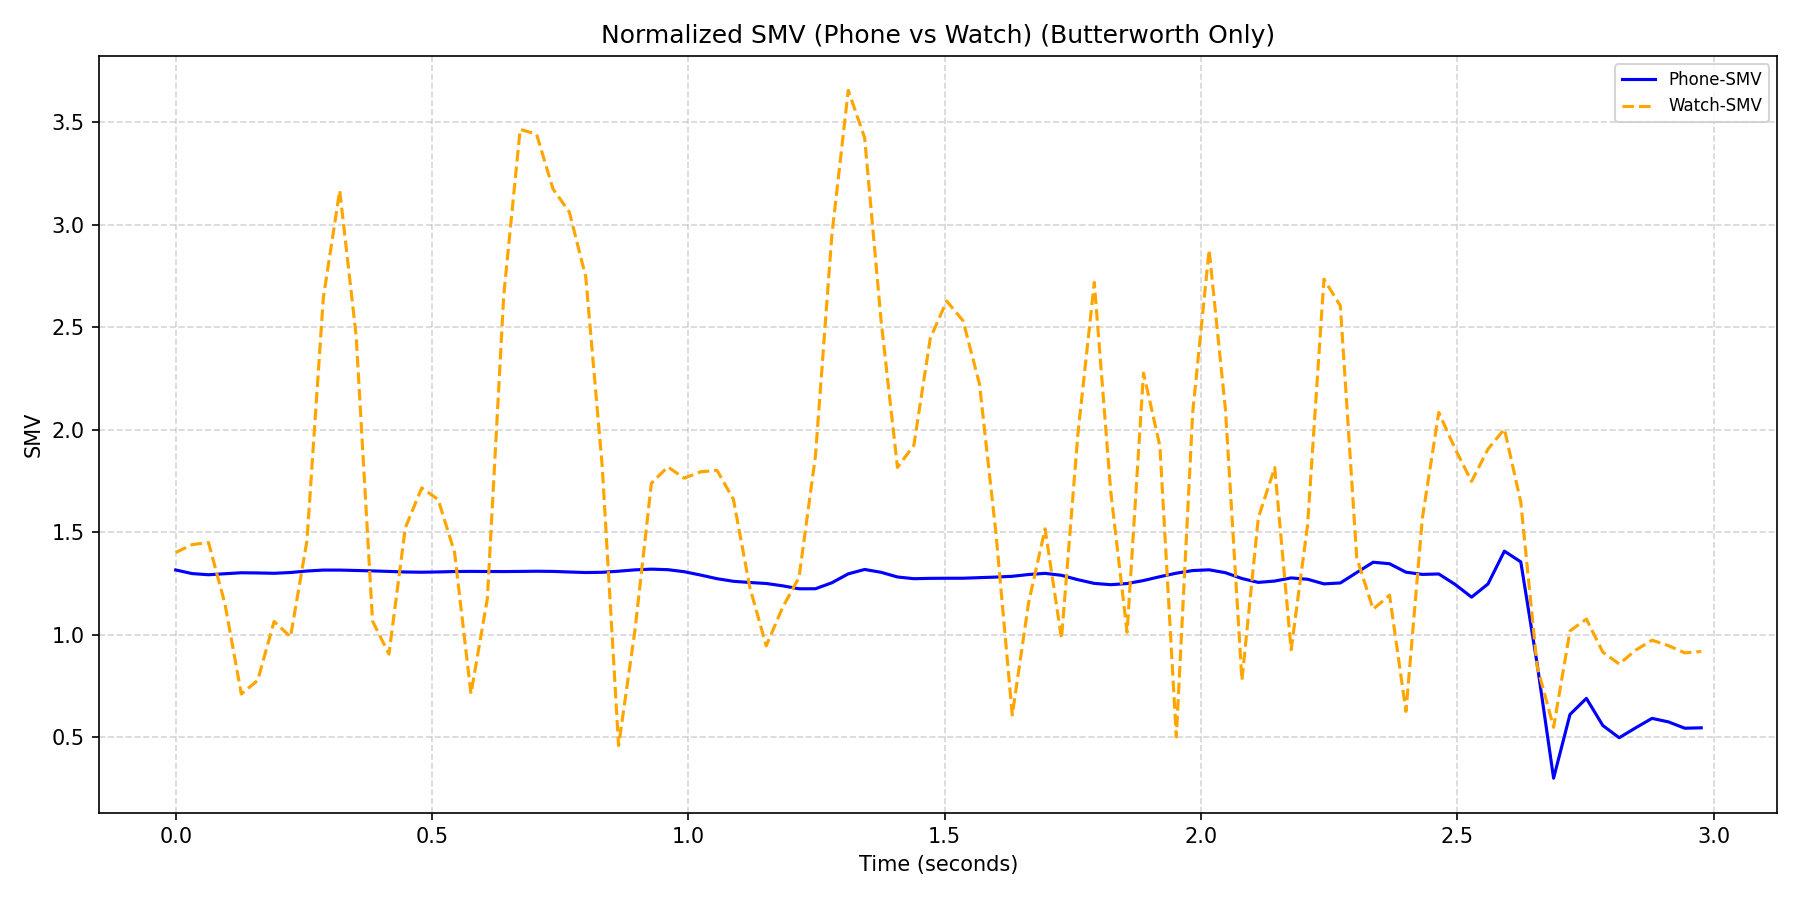 Normalized SMV (Phone vs Watch) (Butterworth Only)
Phone-SMV
Watch-SMV
SMV
3.5
3.0
2.5
2.0
1.5
1.0
0.5
0.0 0.5 1.0 1.5 2.0 2.5 3.0
Time (seconds)